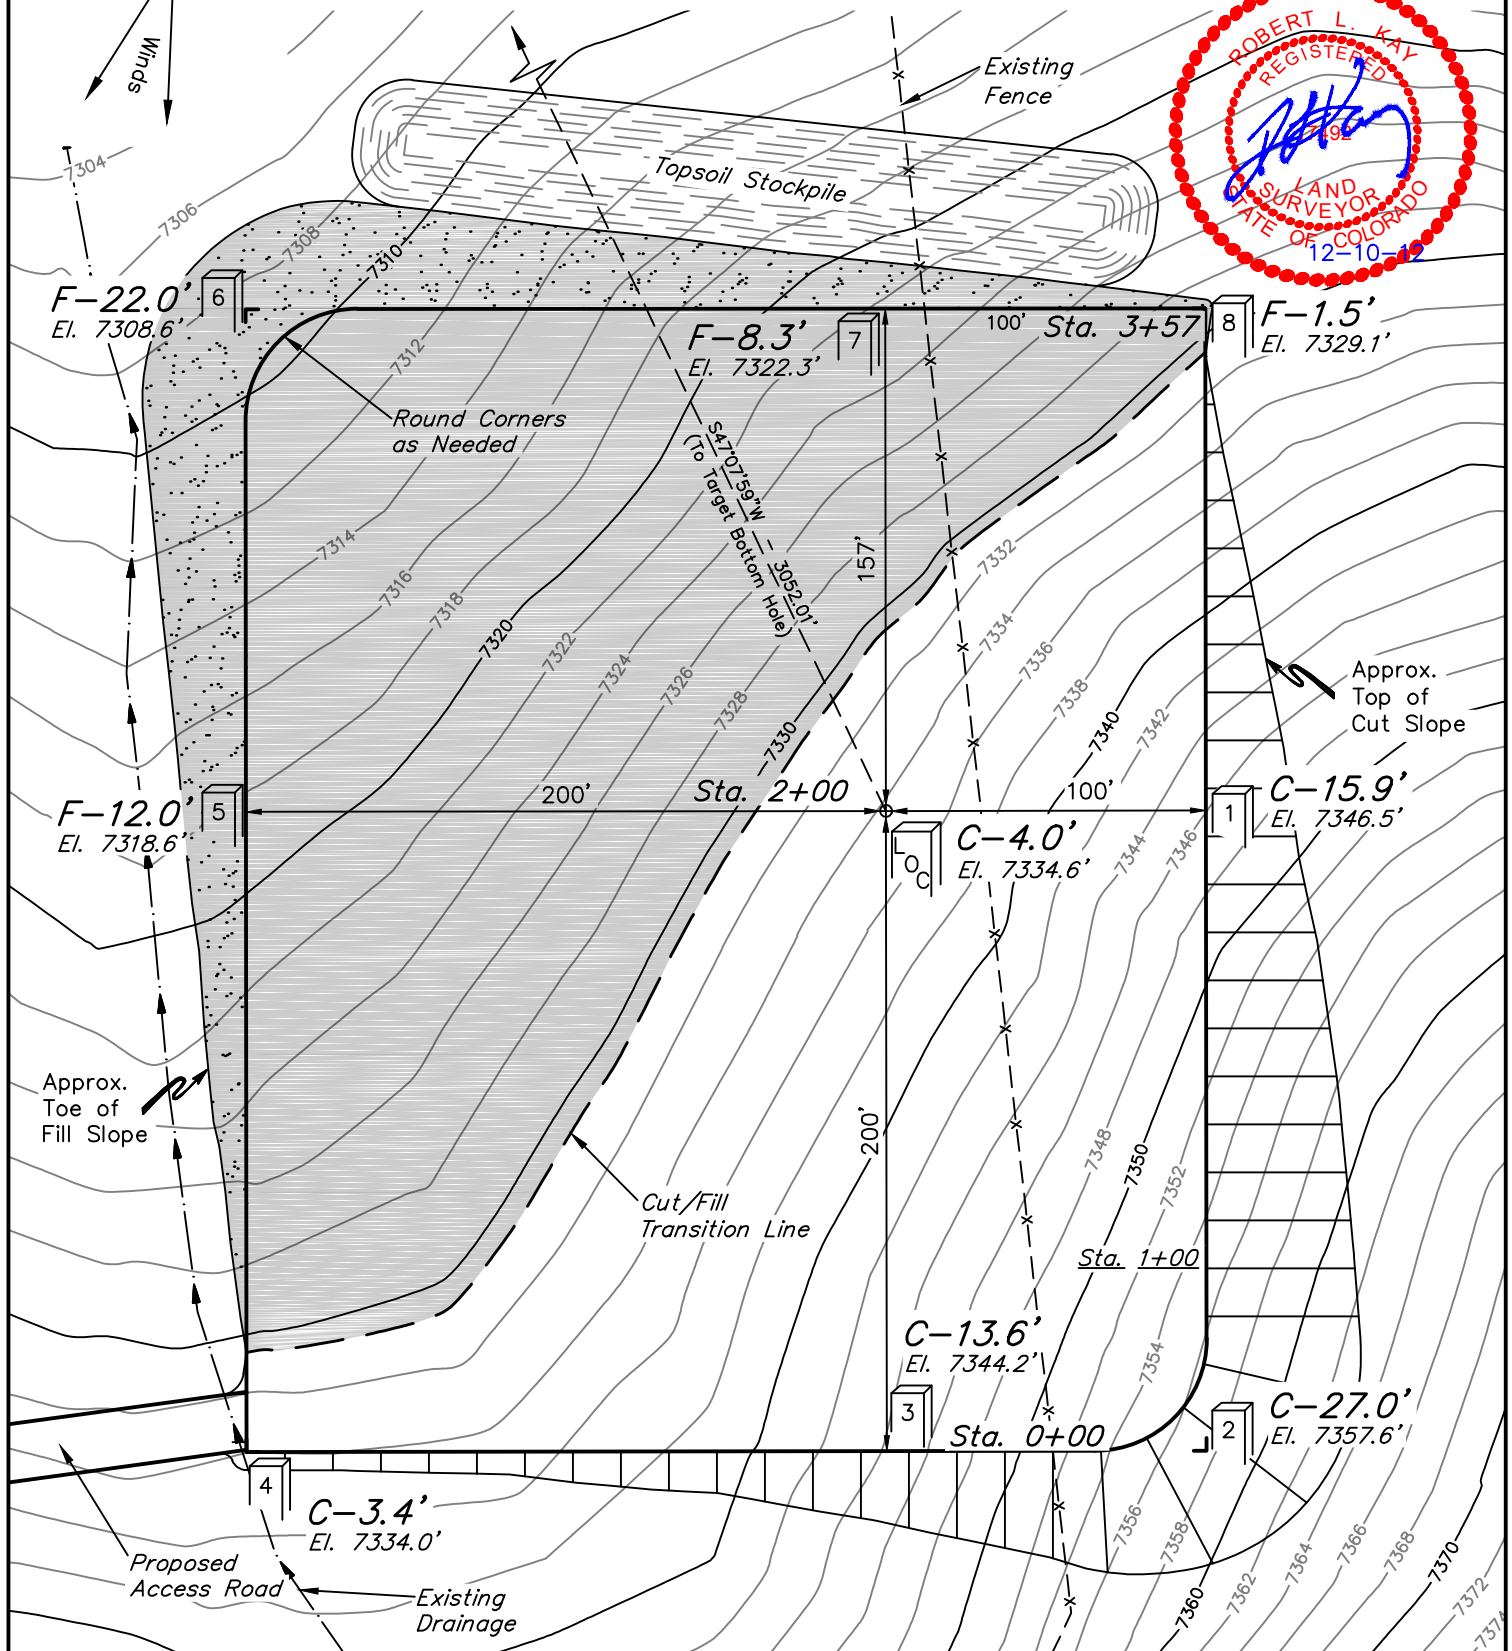 Winds
Existing
Fence
ROBERT L. KAY
REGISTERED
7492
LAND
SURVEYOR
STATE OF COLORADO
12-10-12
7304
7306
7308
7310
Topsoil Stockpile
F-22.0'
El. 7308.6'
6
F-8.3'
El. 7322.3'
7
100'
Sta. 3+57
8
F-1.5'
El. 7329.1'
7312
Round Corners
as Needed
S47°07'59"W - 3052.01'
(To Target Bottom Hole)
157'
7314
7316
7318
7320
7322
7324
7326
7328
7330
7332
7334
7336
7338
7340
7342
7344
7346
Approx.
Top of
Cut Slope
F-12.0'
El. 7318.6'
5
200'
Sta. 2+00
100'
1
C-15.9'
El. 7346.5'
LOC
C-4.0'
El. 7334.6'
Approx.
Toe of
Fill Slope
200'
Cut/Fill
Transition Line
7348
7350
7352
Sta. 1+00
7354
C-13.6'
El. 7344.2'
3
Sta. 0+00
2
C-27.0'
El. 7357.6'
4
C-3.4'
El. 7334.0'
Proposed
Access Road
Existing
Drainage
7356
7358
7360
7362
7364
7366
7368
7370
7372
7374